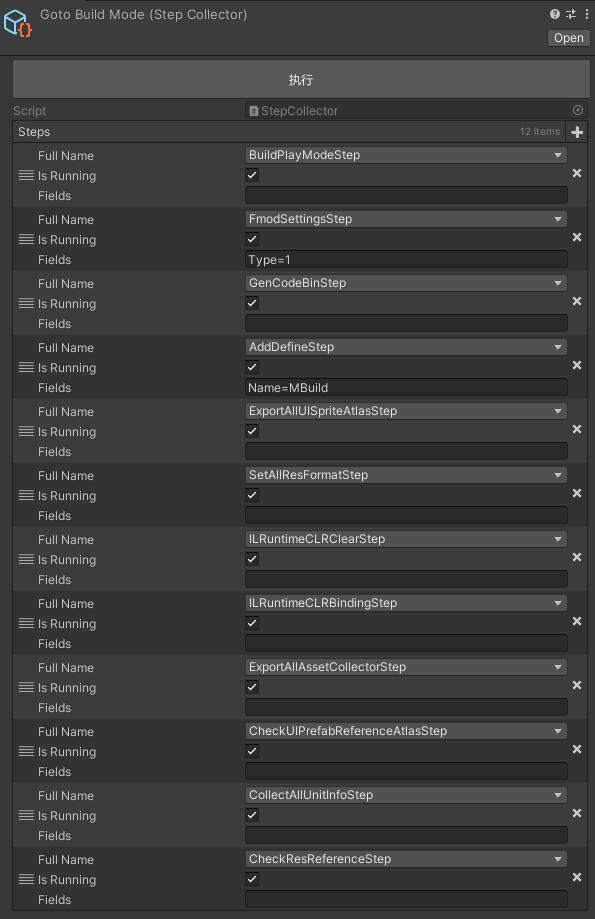 Goto Build Mode (Step Collector)
Open
执行
Script StepCollector
Steps 12 items
Full Name BuildPlayModeStep
Is Running
Fields
Full Name FmodSettingsStep
Is Running
Fields Type=1
Full Name GenCodeBinStep
Is Running
Fields
Full Name AddDefineStep
Is Running
Fields Name=MBuild
Full Name ExportAllUISpriteAtlasStep
Is Running
Fields
Full Name SetAllResFormatStep
Is Running
Fields
Full Name ILRuntimeCLRClearStep
Is Running
Fields
Full Name ILRuntimeCLRBindingStep
Is Running
Fields
Full Name ExportAllAssetCollectorStep
Is Running
Fields
Full Name CheckUIPrefabReferenceAtlasStep
Is Running
Fields
Full Name CollectAllUnitInfoStep
Is Running
Fields
Full Name CheckResReferenceStep
Is Running
Fields